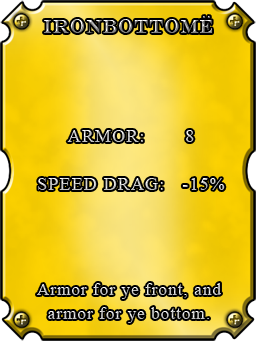 IRONBOTTOMË
ARMOR: 8
SPEED DRAG: -15%
Armor for ye front, and
armor for ye bottom.